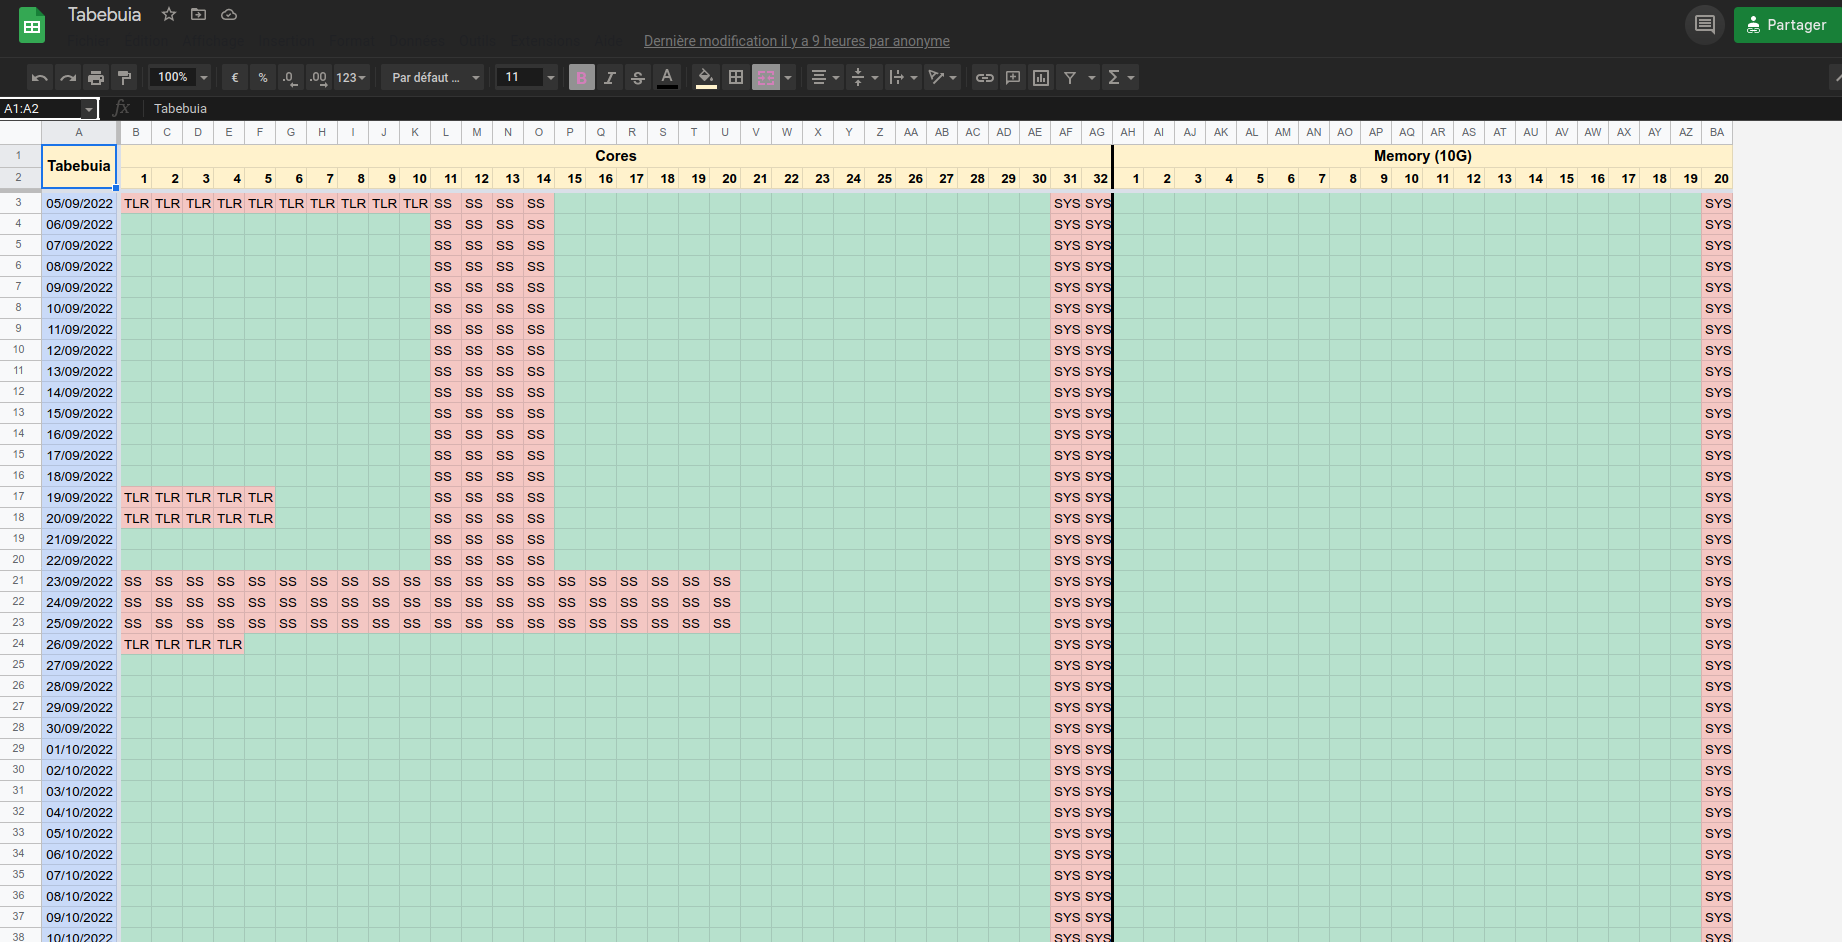 Tabebuia
Dernière modification il y a 9 heures par anonyme
Partager
100% € % .0 .00 123 Par défaut ... 11 B I S A
A1:A2 fx Tabebuia
A B C D E F G H I J K L M N O P Q R S T U V W X Y Z AA AB AC AD AE AF AG AH AI AJ AK AL AM AN AO AP AQ AR AS AT AU AV AW AX AY AZ BA
1 Tabebuia Cores Memory (10G)
2 1 2 3 4 5 6 7 8 9 10 11 12 13 14 15 16 17 18 19 20 21 22 23 24 25 26 27 28 29 30 31 32 1 2 3 4 5 6 7 8 9 10 11 12 13 14 15 16 17 18 19 20
3 05/09/2022 TLR TLR TLR TLR TLR TLR TLR TLR TLR TLR SS SS SS SS SYS SYS SYS
4 06/09/2022 SS SS SS SS SYS SYS SYS
5 07/09/2022 SS SS SS SS SYS SYS SYS
6 08/09/2022 SS SS SS SS SYS SYS SYS
7 09/09/2022 SS SS SS SS SYS SYS SYS
8 10/09/2022 SS SS SS SS SYS SYS SYS
9 11/09/2022 SS SS SS SS SYS SYS SYS
10 12/09/2022 SS SS SS SS SYS SYS SYS
11 13/09/2022 SS SS SS SS SYS SYS SYS
12 14/09/2022 SS SS SS SS SYS SYS SYS
13 15/09/2022 SS SS SS SS SYS SYS SYS
14 16/09/2022 SS SS SS SS SYS SYS SYS
15 17/09/2022 SS SS SS SS SYS SYS SYS
16 18/09/2022 SS SS SS SS SYS SYS SYS
17 19/09/2022 TLR TLR TLR TLR TLR SS SS SS SS SYS SYS SYS
18 20/09/2022 TLR TLR TLR TLR TLR SS SS SS SS SYS SYS SYS
19 21/09/2022 SS SS SS SS SYS SYS SYS
20 22/09/2022 SS SS SS SS SYS SYS SYS
21 23/09/2022 SS SS SS SS SS SS SS SS SS SS SS SS SS SS SS SS SS SS SS SS SYS SYS SYS
22 24/09/2022 SS SS SS SS SS SS SS SS SS SS SS SS SS SS SS SS SS SS SS SS SYS SYS SYS
23 25/09/2022 SS SS SS SS SS SS SS SS SS SS SS SS SS SS SS SS SS SS SS SS SYS SYS SYS
24 26/09/2022 TLR TLR TLR TLR SYS SYS SYS
25 27/09/2022 SYS SYS SYS
26 28/09/2022 SYS SYS SYS
27 29/09/2022 SYS SYS SYS
28 30/09/2022 SYS SYS SYS
29 01/10/2022 SYS SYS SYS
30 02/10/2022 SYS SYS SYS
31 03/10/2022 SYS SYS SYS
32 04/10/2022 SYS SYS SYS
33 05/10/2022 SYS SYS SYS
34 06/10/2022 SYS SYS SYS
35 07/10/2022 SYS SYS SYS
36 08/10/2022 SYS SYS SYS
37 09/10/2022 SYS SYS SYS
38 10/10/2022 SYS SYS SYS